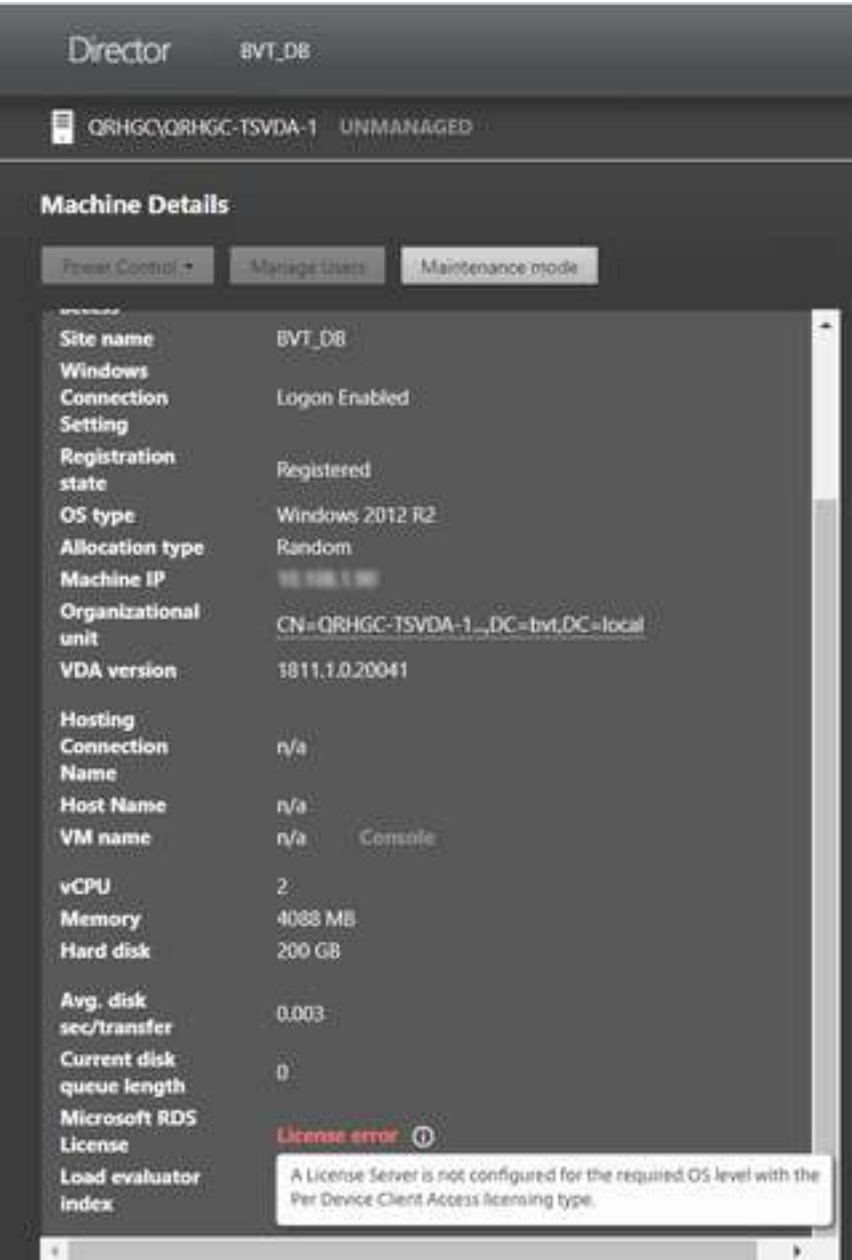 Director BVT_DB
QRHGC\QRHGC-TSVDA-1 UNMANAGED
Machine Details
Power Control Manage Users Maintenance mode
access
Site name BVT_DB
Windows
Connection Logon Enabled
Setting
Registration
state Registered
OS type Windows 2012 R2
Allocation type Random
Machine IP
Organizational
unit CN=QRHGC-TSVDA-1...,DC=bvt,DC=local
VDA version 1811.1.0.20041
Hosting
Connection n/a
Name
Host Name n/a
VM name n/a Console
vCPU 2
Memory 4088 MB
Hard disk 200 GB
Avg. disk
sec/transfer 0.003
Current disk
queue length 0
Microsoft RDS
License License error
Load evaluator
index
A License Server is not configured for the required OS level with the
Per Device Client Access licensing type.